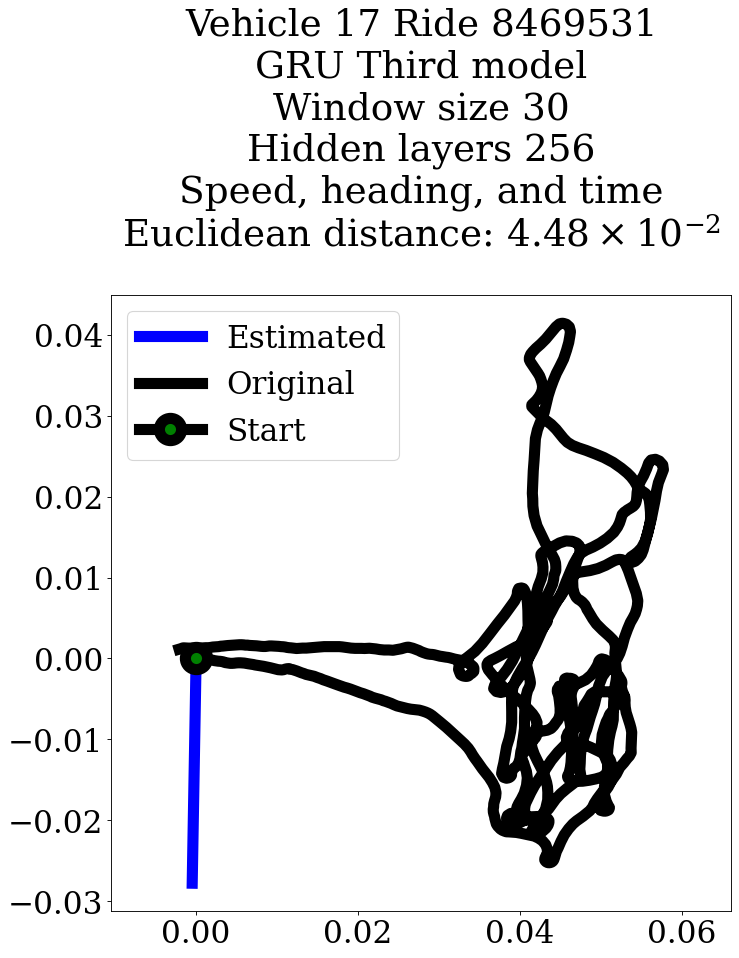 Vehicle 17 Ride 8469531
GRU Third model
Window size 30
Hidden layers 256
Speed, heading, and time
Euclidean distance: 4.48 × 10⁻²
Estimated
Original
Start
0.04
0.03
0.02
0.01
0.00
−0.01
−0.02
−0.03
0.00 0.02 0.04 0.06